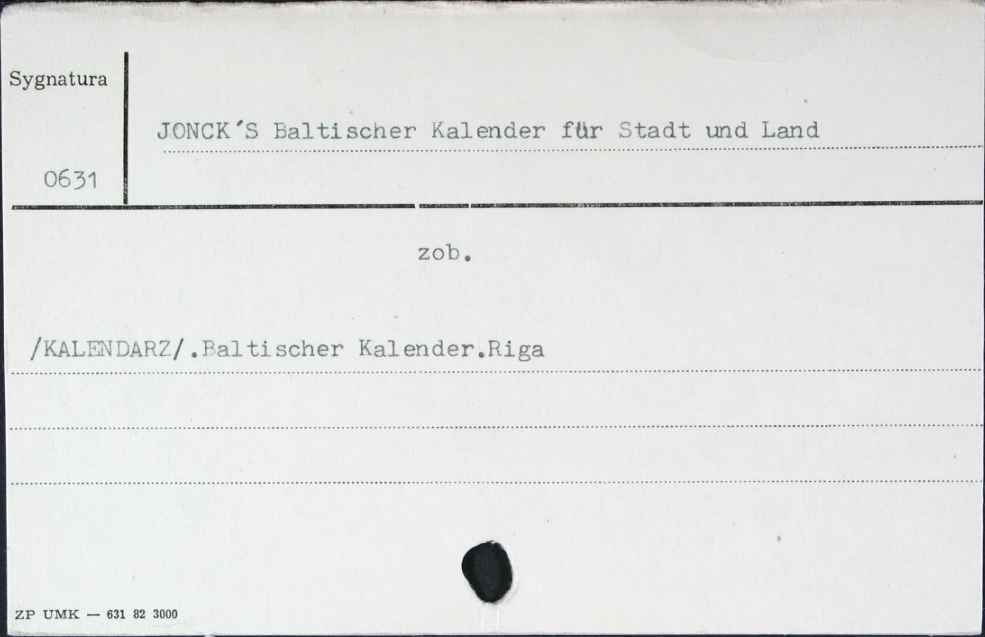 Sygnatura
JONCK´S Baltischer Kalender für Stadt und Land
0631
zob.
/KALENDARZ/.Baltischer Kalender.Riga
ZP UMK — 631 82 3000